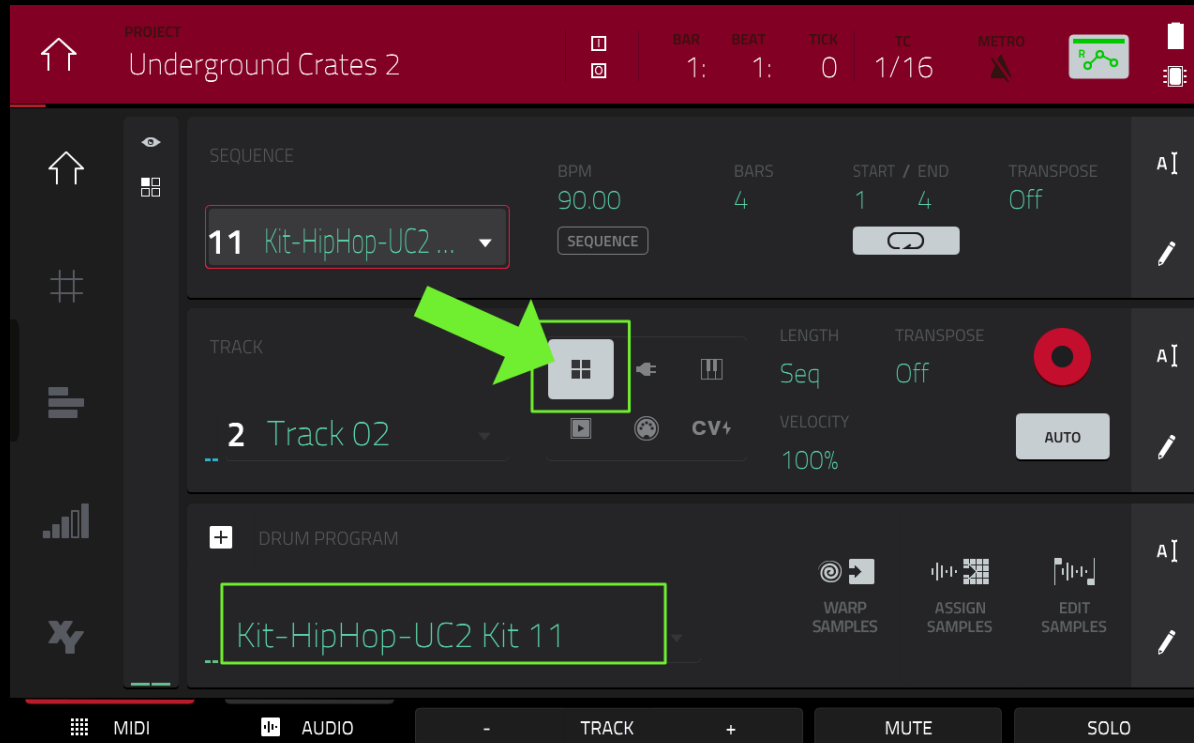 PROJECT
Underground Crates 2
BAR BEAT TICK TC METRO
1: 1: 0 1/16
R
SEQUENCE
11 Kit-HipHop-UC2 ...
BPM BARS START / END TRANSPOSE
90.00 4 1 4 Off
SEQUENCE
TRACK
2 Track 02
CV
LENGTH TRANSPOSE
Seq Off
VELOCITY
100%
AUTO
DRUM PROGRAM
Kit-HipHop-UC2 Kit 11
WARP SAMPLES
ASSIGN SAMPLES
EDIT SAMPLES
A
A
A
XY
MIDI AUDIO - TRACK + MUTE SOLO